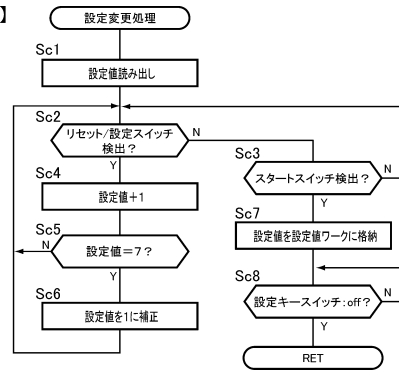 】
設定変更処理
Sc1
設定値読み出し
Sc2
リセット/設定スイッチ
検出？
N
Y
Sc3
スタートスイッチ検出？
N
Y
Sc4
設定値＋1
Sc5
設定値＝7？
N
Y
Sc6
設定値を1に補正
Sc7
設定値を設定値ワークに格納
Sc8
設定キースイッチ:off？
N
Y
RET